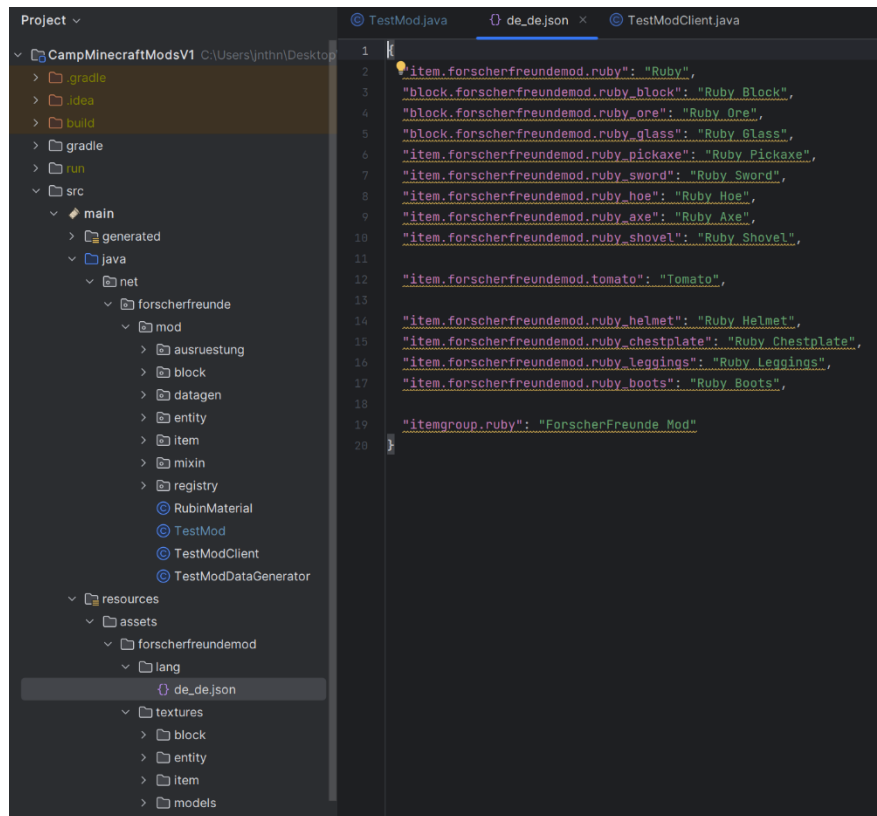 Project
CampMinecraftModsV1 C:\Users\jnthn\Desktop
.gradle
.idea
build
gradle
run
src
main
generated
java
net
forscherfreunde
mod
ausruestung
block
datagen
entity
item
mixin
registry
RubinMaterial
TestMod
TestModClient
TestModDataGenerator
resources
assets
forscherfreundemod
lang
de_de.json
textures
block
entity
item
models
TestMod.java de_de.json TestModClient.java
1 {
2 "item.forscherfreundemod.ruby": "Ruby",
3 "block.forscherfreundemod.ruby_block": "Ruby Block",
4 "block.forscherfreundemod.ruby_ore": "Ruby Ore",
5 "block.forscherfreundemod.ruby_glass": "Ruby Glass",
6 "item.forscherfreundemod.ruby_pickaxe": "Ruby Pickaxe",
7 "item.forscherfreundemod.ruby_sword": "Ruby Sword",
8 "item.forscherfreundemod.ruby_hoe": "Ruby Hoe",
9 "item.forscherfreundemod.ruby_axe": "Ruby Axe",
10 "item.forscherfreundemod.ruby_shovel": "Ruby Shovel",
11
12 "item.forscherfreundemod.tomato": "Tomato",
13
14 "item.forscherfreundemod.ruby_helmet": "Ruby Helmet",
15 "item.forscherfreundemod.ruby_chestplate": "Ruby Chestplate",
16 "item.forscherfreundemod.ruby_leggings": "Ruby Leggings",
17 "item.forscherfreundemod.ruby_boots": "Ruby Boots",
18
19 "itemgroup.ruby": "ForscherFreunde Mod"
20 }